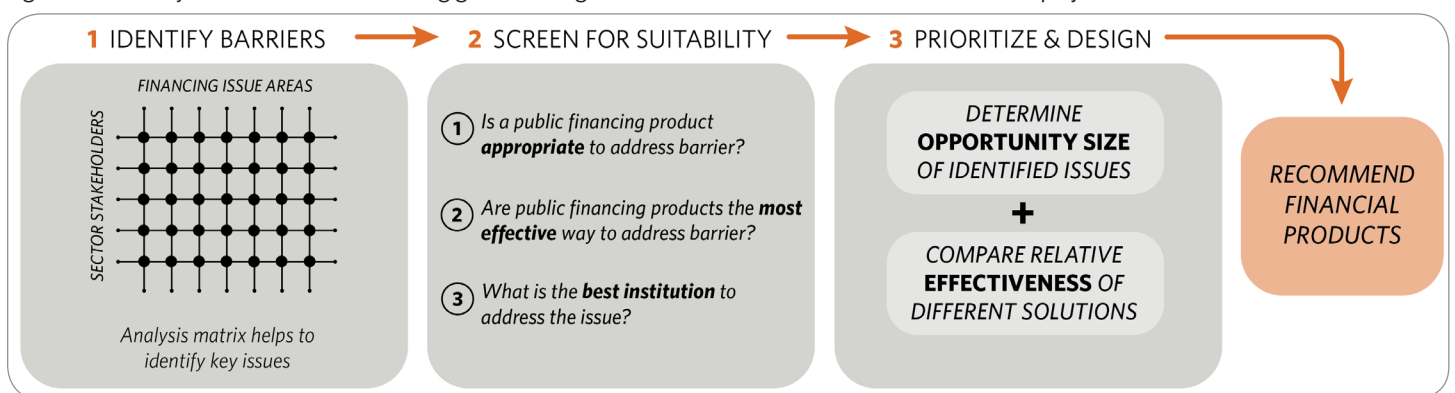 1 IDENTIFY BARRIERS
FINANCING ISSUE AREAS
SECTOR STAKEHOLDERS
Analysis matrix helps to
identify key issues
2 SCREEN FOR SUITABILITY
1 Is a public financing product
appropriate to address barrier?
2 Are public financing products the most
effective way to address barrier?
3 What is the best institution to
address the issue?
3 PRIORITIZE & DESIGN
DETERMINE
OPPORTUNITY SIZE
OF IDENTIFIED ISSUES
+
COMPARE RELATIVE
EFFECTIVENESS OF
DIFFERENT SOLUTIONS
RECOMMEND
FINANCIAL
PRODUCTS